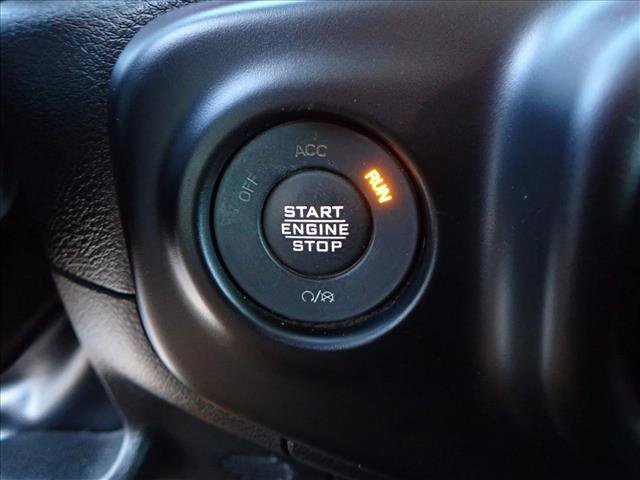 ACC
OFF
RUN
START
ENGINE
STOP